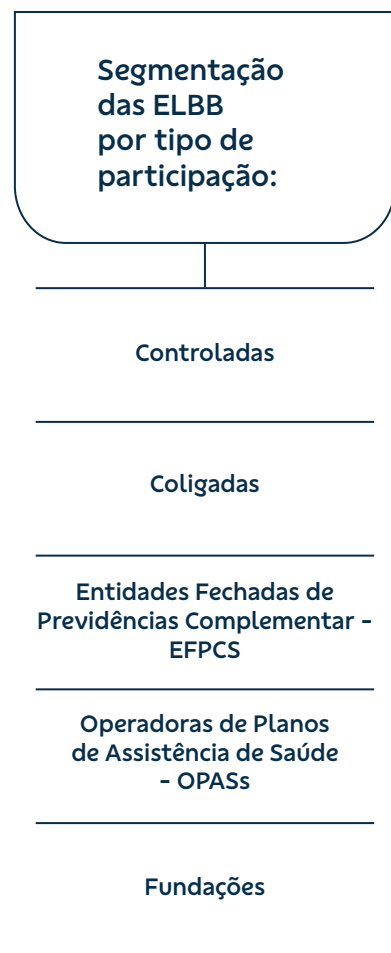 Segmentação
das ELBB
por tipo de
participação:
Controladas
Coligadas
Entidades Fechadas de
Previdências Complementar -
EFPCS
Operadoras de Planos
de Assistência de Saúde
- OPASs
Fundações